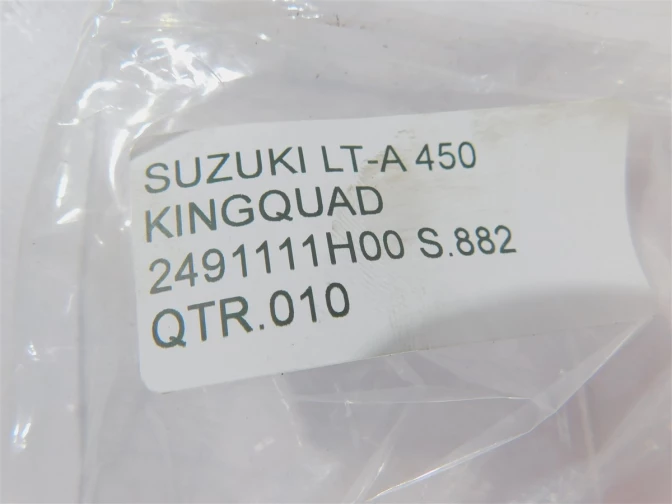 SUZUKI LT-A 450
KINGQUAD
2491111H00 S.882
QTR.010